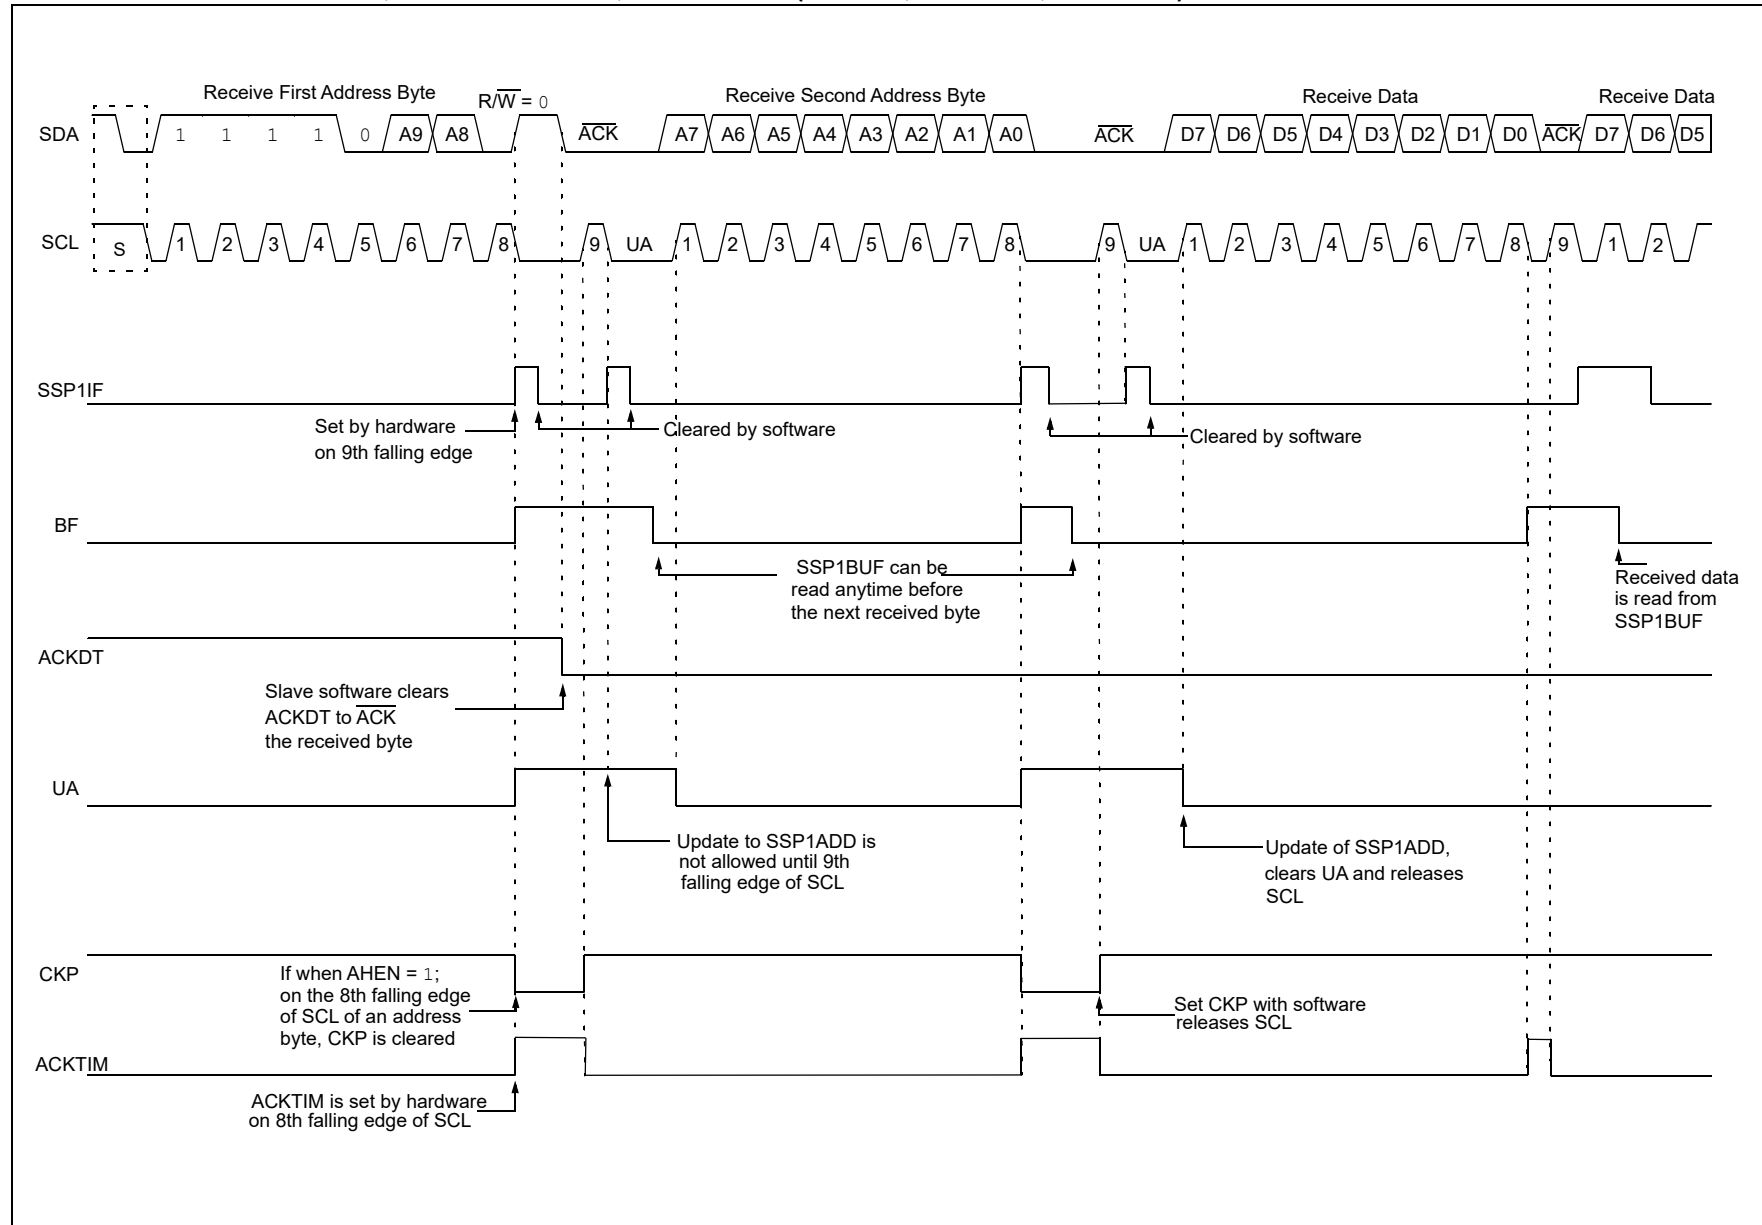 Receive First Address Byte
R/W = 0
Receive Second Address Byte
Receive Data
Receive Data
SDA
1 1 1 1 0 A9 A8
ACK
A7 A6 A5 A4 A3 A2 A1 A0
ACK
D7 D6 D5 D4 D3 D2 D1 D0
ACK
D7 D6 D5
SCL
S
1 2 3 4 5 6 7 8
9 UA
1 2 3 4 5 6 7 8
9 UA
1 2 3 4 5 6 7 8 9 1 2
SSP1IF
Set by hardware
on 9th falling edge
Cleared by software
Cleared by software
BF
SSP1BUF can be
read anytime before
the next received byte
Received data
is read from
SSP1BUF
ACKDT
Slave software clears
ACKDT to ACK
the received byte
UA
Update to SSP1ADD is
not allowed until 9th
falling edge of SCL
Update of SSP1ADD,
clears UA and releases
SCL
CKP
If when AHEN = 1;
on the 8th falling edge
of SCL of an address
byte, CKP is cleared
Set CKP with software
releases SCL
ACKTIM
ACKTIM is set by hardware
on 8th falling edge of SCL